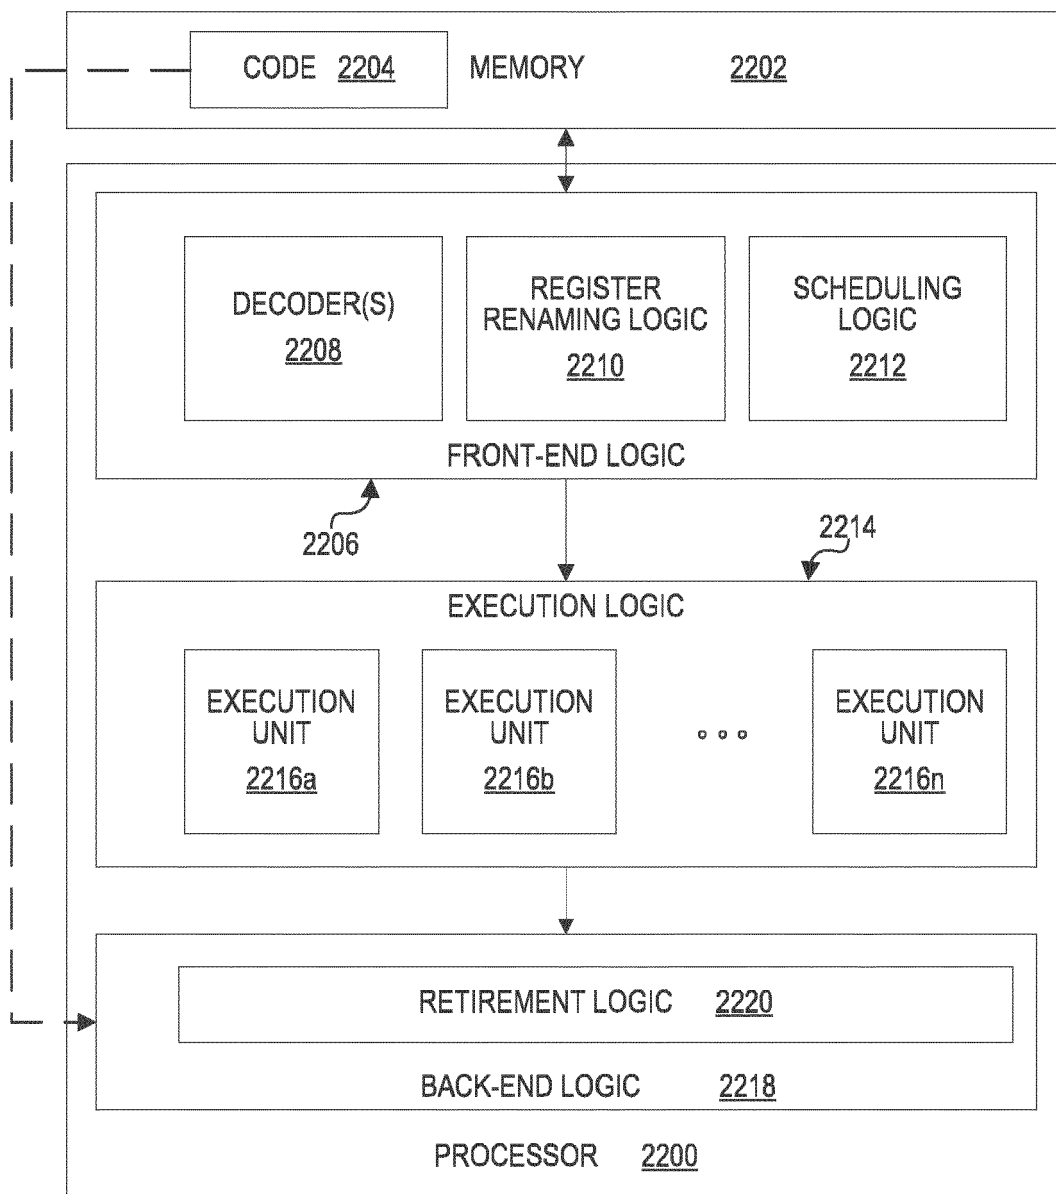 CODE 2204 MEMORY 2202
DECODER(S)
2208
REGISTER
RENAMING LOGIC
2210
SCHEDULING
LOGIC
2212
FRONT-END LOGIC
2206
2214
EXECUTION LOGIC
EXECUTION
UNIT
2216a
EXECUTION
UNIT
2216b
EXECUTION
UNIT
2216n
RETIREMENT LOGIC 2220
BACK-END LOGIC 2218
PROCESSOR 2200